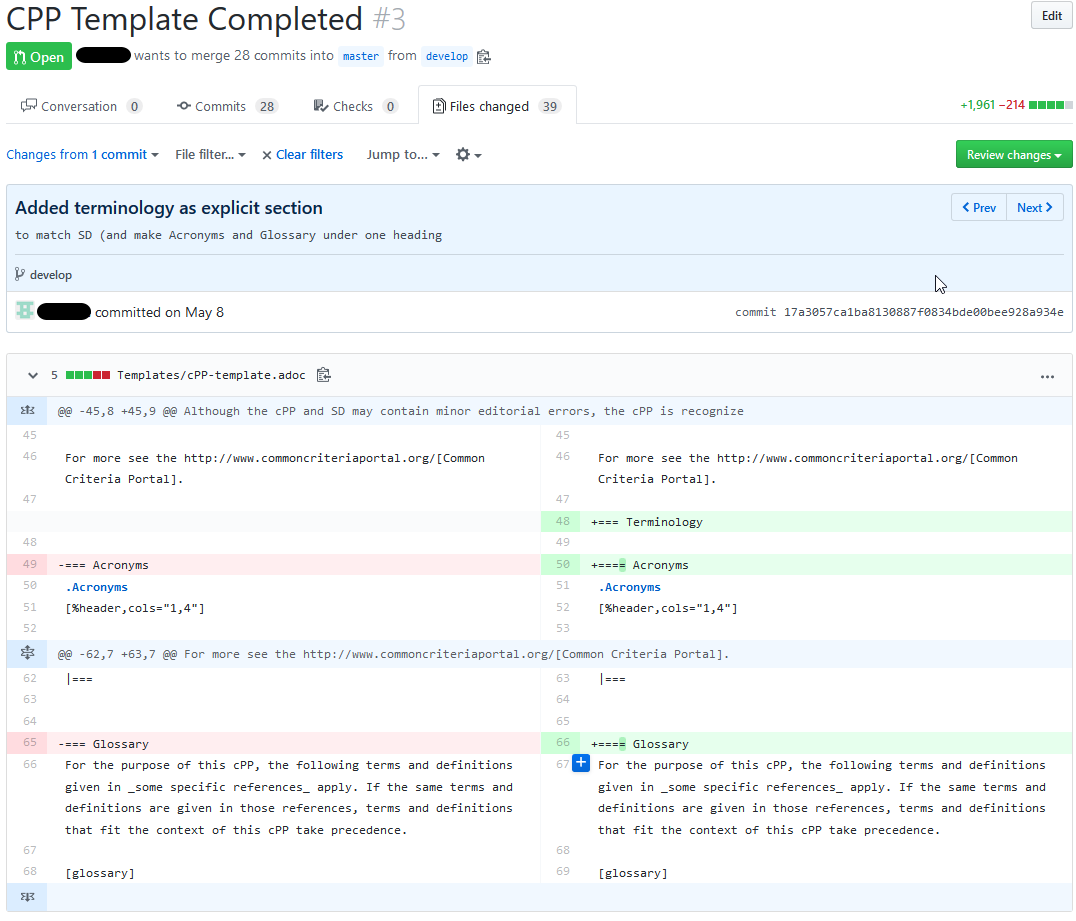 CPP Template Completed #3
Edit
Open wants to merge 28 commits into master from develop
Conversation 0 Commits 28 Checks 0 Files changed 39 +1,961 −214
Changes from 1 commit File filter... Clear filters Jump to... Review changes
Added terminology as explicit section Prev Next
to match SD (and make Acronyms and Glossary under one heading
develop
committed on May 8 commit 17a3057ca1ba8130887f0834bde00bee928a934e
5 Templates/cPP-template.adoc ...
@@ -45,8 +45,9 @@ Although the cPP and SD may contain minor editorial errors, the cPP is recognize
45 45
46 For more see the http://www.commoncriteriaportal.org/[Common 46 For more see the http://www.commoncriteriaportal.org/[Common
Criteria Portal]. Criteria Portal].
47 47
48 +=== Terminology
48 49
49 -=== Acronyms 50 +==== Acronyms
50 .Acronyms 51 .Acronyms
51 [%header,cols="1,4"] 52 [%header,cols="1,4"]
52 53
@@ -62,7 +63,7 @@ For more see the http://www.commoncriteriaportal.org/[Common Criteria Portal].
62 |=== 63 |===
63 64
64 65
65 -=== Glossary 66 +==== Glossary
66 For the purpose of this cPP, the following terms and definitions 67 + For the purpose of this cPP, the following terms and definitions
given in _some specific references_ apply. If the same terms and given in _some specific references_ apply. If the same terms and
definitions are given in those references, terms and definitions definitions are given in those references, terms and definitions
that fit the context of this cPP take precedence. that fit the context of this cPP take precedence.
67 68
68 [glossary] 69 [glossary]